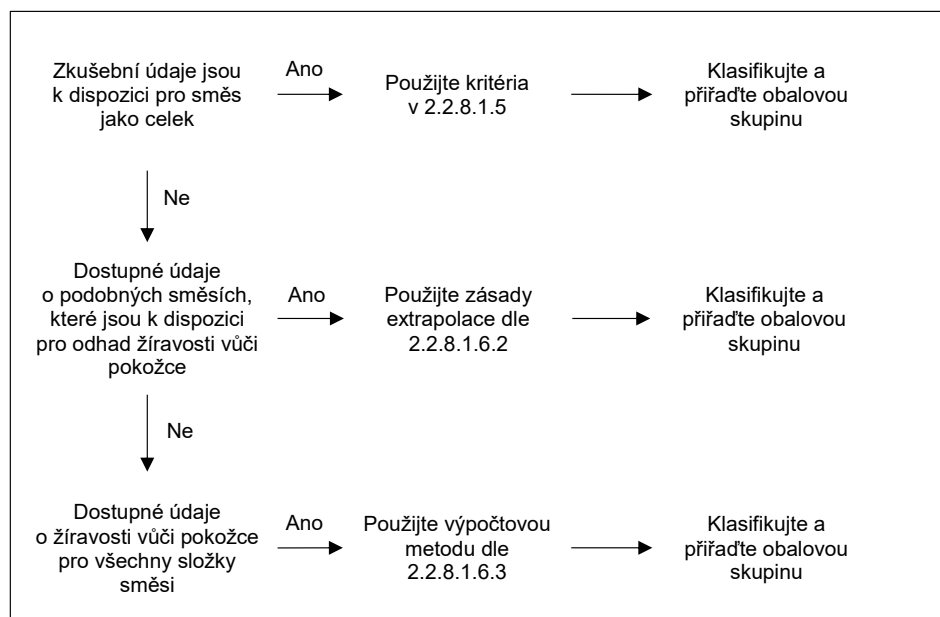 Zkušební údaje jsou
k dispozici pro směs
jako celek
Ano
Použijte kritéria
v 2.2.8.1.5
Klasifikujte a
přiřaďte obalovou
skupinu
Ne
Dostupné údaje
o podobných směsích,
které jsou k dispozici
pro odhad žíravosti vůči
pokožce
Ano
Použijte zásady
extrapolace dle
2.2.8.1.6.2
Klasifikujte a
přiřaďte obalovou
skupinu
Ne
Dostupné údaje
o žíravosti vůči pokožce
pro všechny složky
směsi
Ano
Použijte výpočtovou
metodu dle
2.2.8.1.6.3
Klasifikujte a
přiřaďte obalovou
skupinu